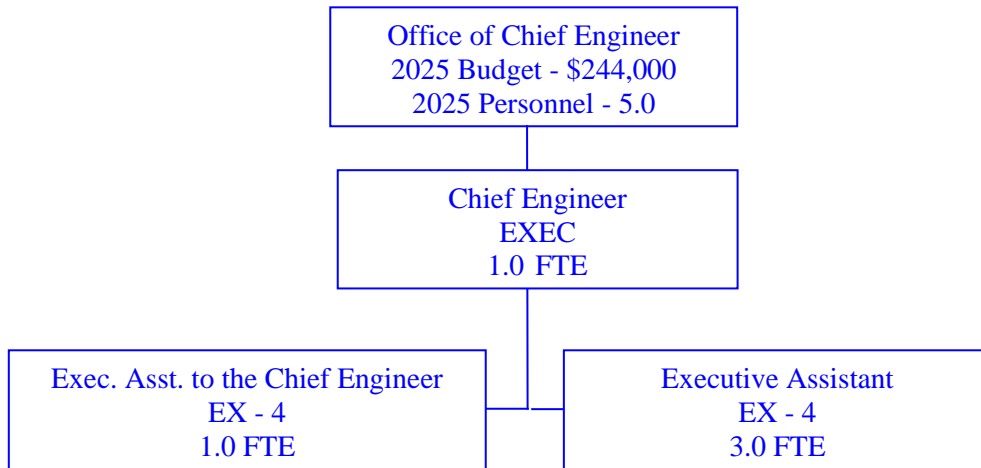 Office of Chief Engineer
2025 Budget - $244,000
2025 Personnel - 5.0
Chief Engineer
EXEC
1.0 FTE
Exec. Asst. to the Chief Engineer
EX - 4
1.0 FTE
Executive Assistant
EX - 4
3.0 FTE